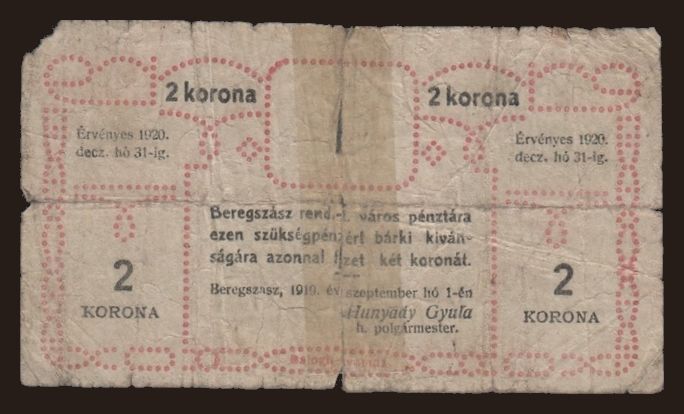 2 korona
2 korona
Érvényes 1920.
decz. hó 31-ig.
Érvényes 1920.
decz. hó 31-ig.
Beregszász rend. t. város pénztára
ezen szükségpénzért bárki kiván-
ságára azonnal fizet két koronát.
Beregszász, 1919. évi szeptember hó 1-én
Hunyady Gyula
h. polgármester.
2
KORONA
2
KORONA
Balogh